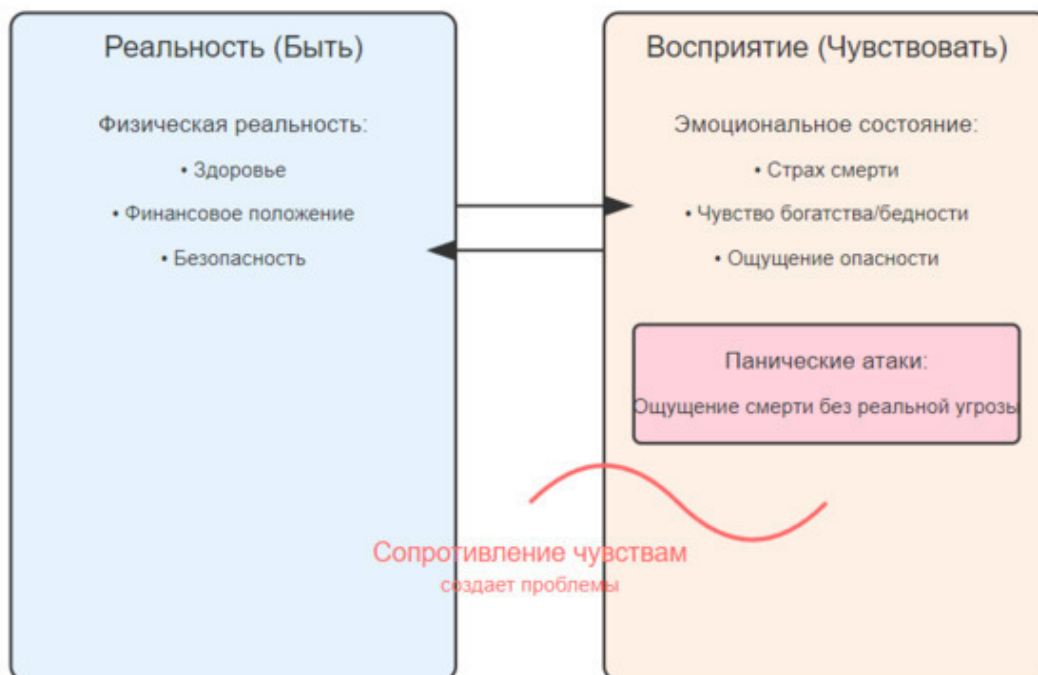 Реальность (Быть)
Физическая реальность:
• Здоровье
• Финансовое положение
• Безопасность
Восприятие (Чувствовать)
Эмоциональное состояние:
• Страх смерти
• Чувство богатства/бедности
• Ощущение опасности
Панические атаки:
Ощущение смерти без реальной угрозы
Сопротивление чувствам
создает проблемы